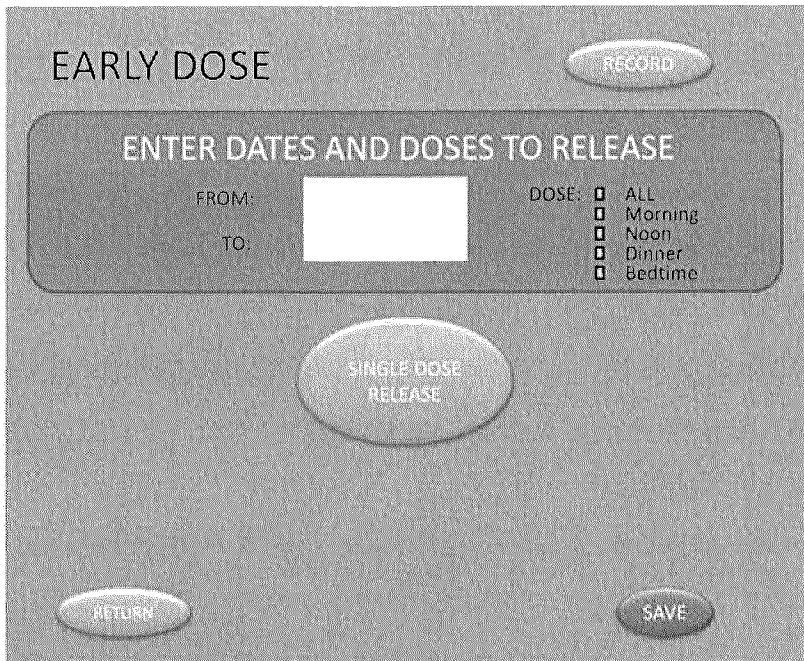 EARLY DOSE
RECORD
ENTER DATES AND DOSES TO RELEASE
FROM:
TO:
DOSE: ALL
Morning
Noon
Dinner
Bedtime
SINGLE DOSE
RELEASE
RETURN
SAVE